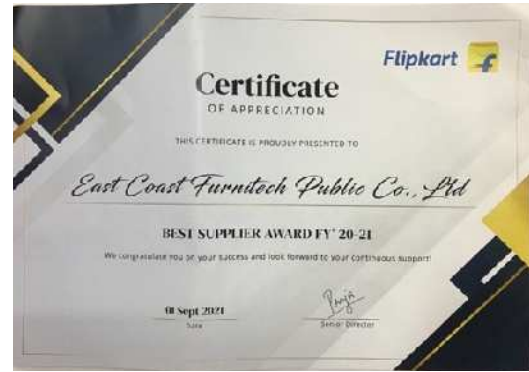 Flipkart
Certificate
OF APPRECIATION
THIS CERTIFICATE IS PROUDLY PRESENTED TO
East Coast Furnitech Public Co., Ltd
BEST SUPPLIER AWARD FY' 20-21
We congratulate you on your success and look forward to your continuous support!
01 Sept 2021
Date
Senior Director